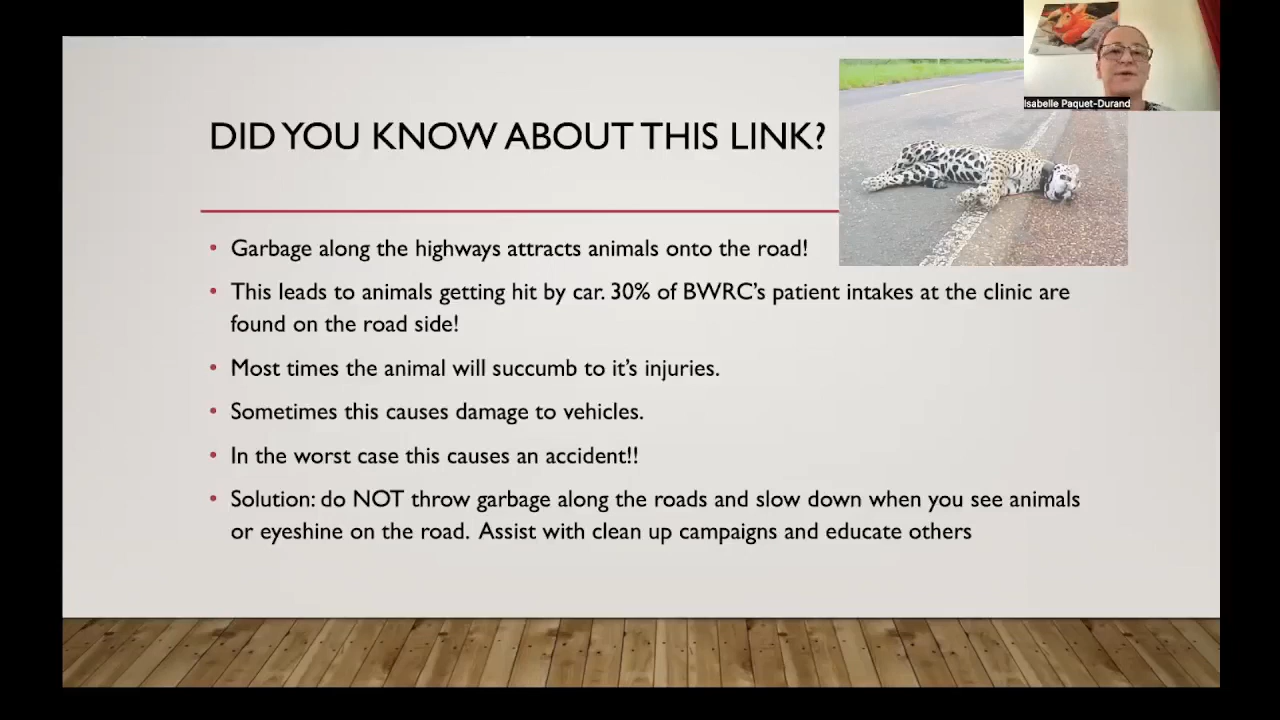 Isabelle Paquet-Durand
DID YOU KNOW ABOUT THIS LINK?
• Garbage along the highways attracts animals onto the road!
• This leads to animals getting hit by car. 30% of BWRC’s patient intakes at the clinic are
found on the road side!
• Most times the animal will succumb to it’s injuries.
• Sometimes this causes damage to vehicles.
• In the worst case this causes an accident!!
• Solution: do NOT throw garbage along the roads and slow down when you see animals
or eyeshine on the road. Assist with clean up campaigns and educate others